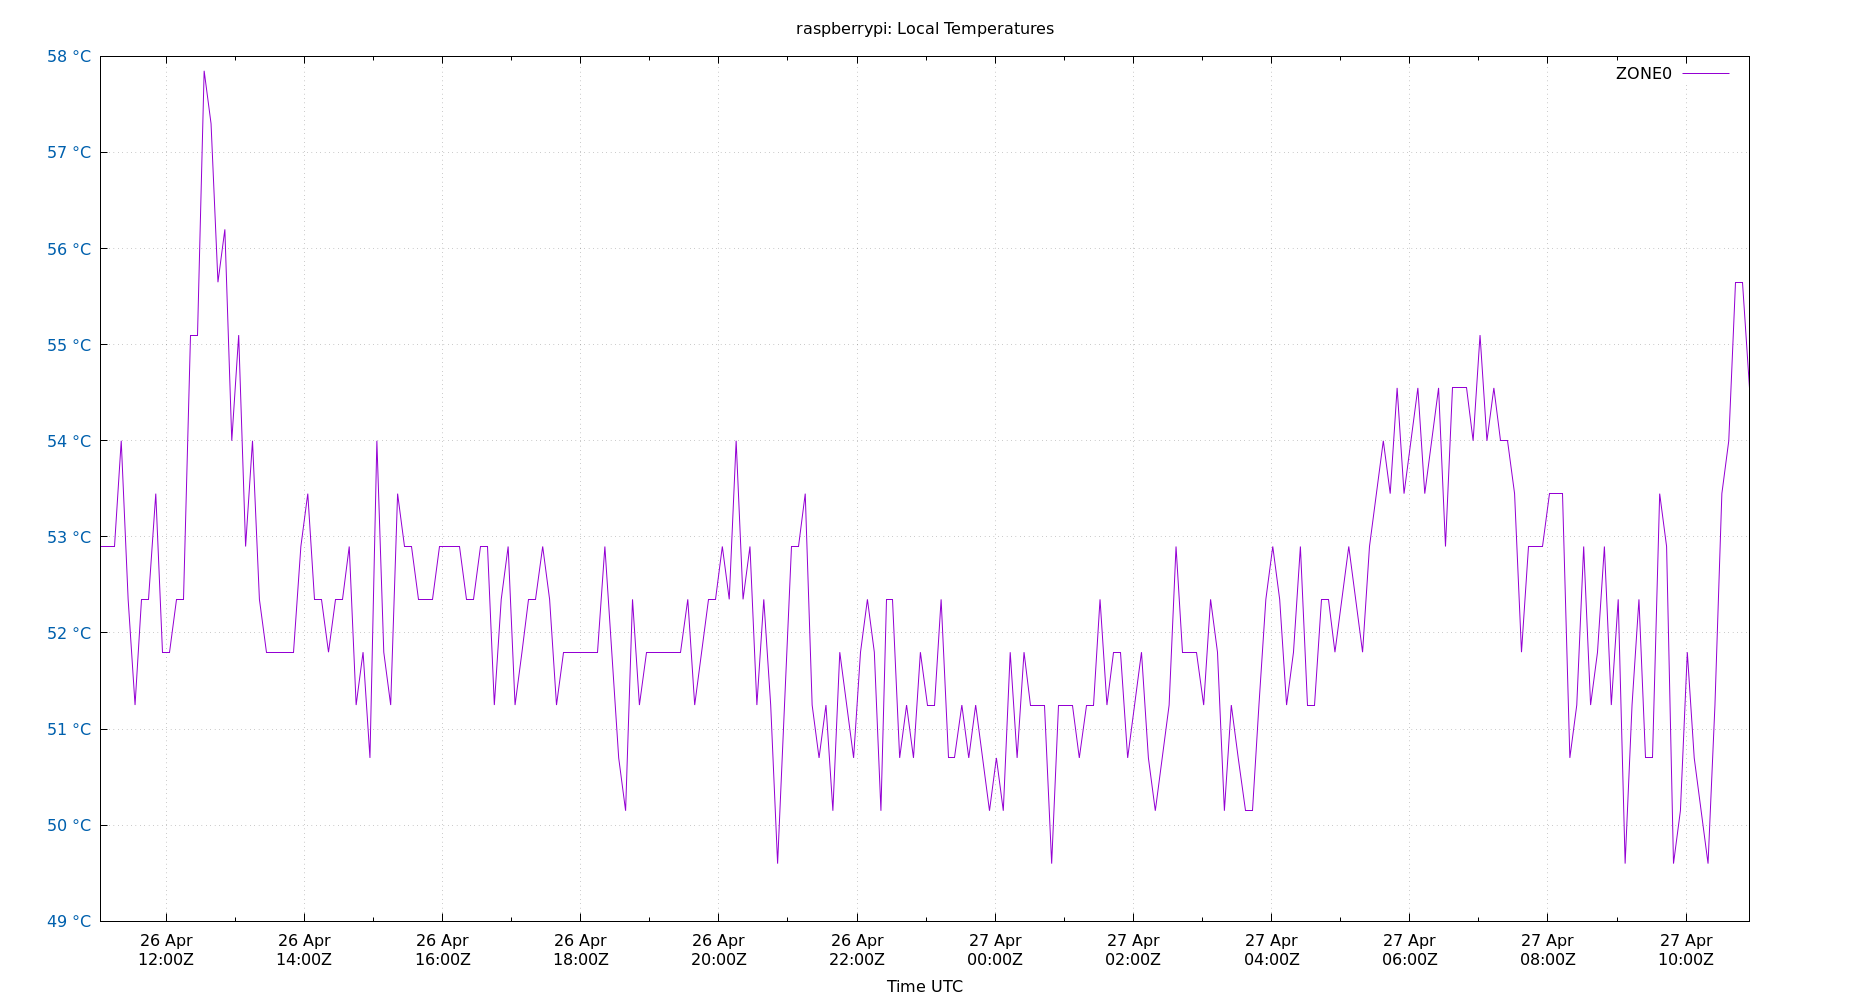 raspberrypi: Local Temperatures
58 °C
ZONE0
57 °C
56 °C
55 °C
54 °C
53 °C
52 °C
51 °C
50 °C
49 °C
26 Apr 26 Apr 26 Apr 26 Apr 26 Apr 26 Apr 27 Apr 27 Apr 27 Apr 27 Apr 27 Apr 27 Apr
12:00Z 14:00Z 16:00Z 18:00Z 20:00Z 22:00Z 00:00Z 02:00Z 04:00Z 06:00Z 08:00Z 10:00Z
Time UTC